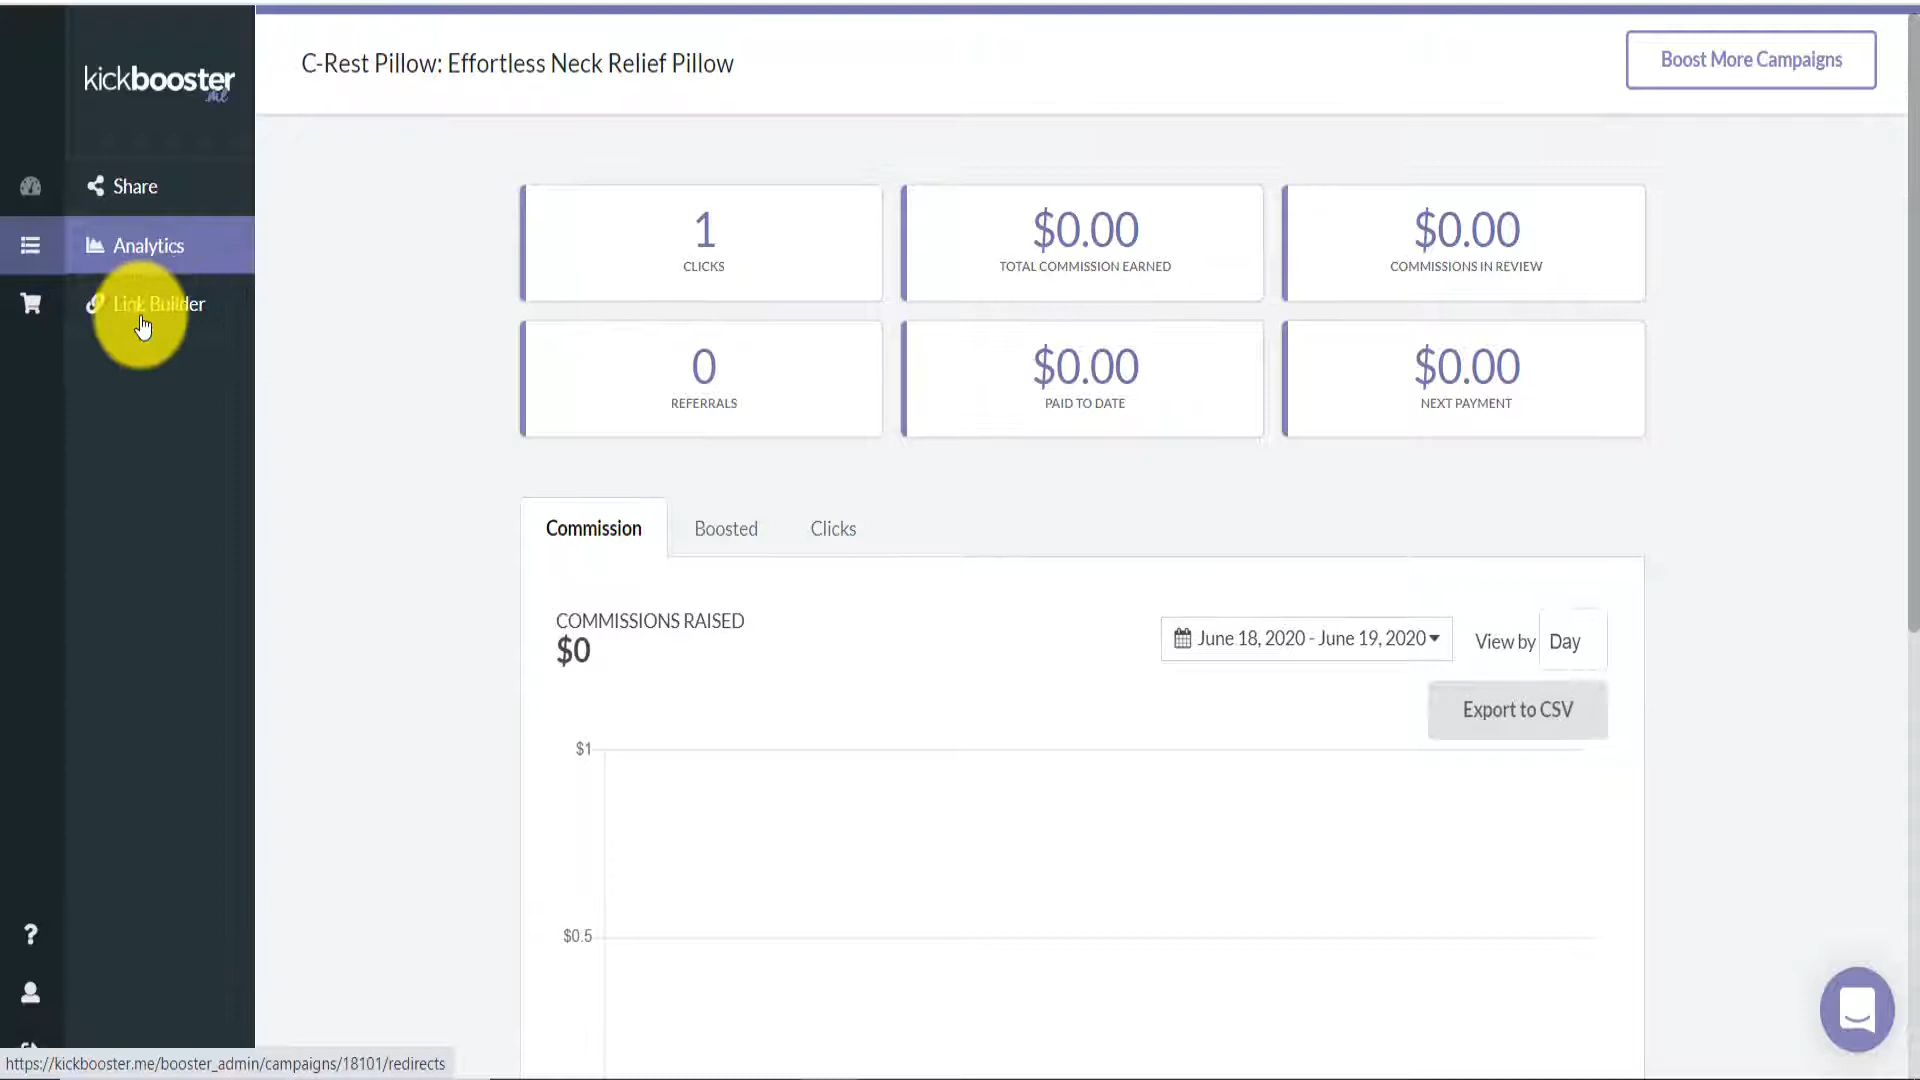 kickbooster
.me
C-Rest Pillow: Effortless Neck Relief Pillow
Boost More Campaigns
Share
Analytics
Link Builder
1
CLICKS
$0.00
TOTAL COMMISSION EARNED
$0.00
COMMISSIONS IN REVIEW
0
REFERRALS
$0.00
PAID TO DATE
$0.00
NEXT PAYMENT
Commission
Boosted
Clicks
COMMISSIONS RAISED
$0
June 18, 2020 - June 19, 2020
View by
Day
Export to CSV
$1
$0.5
https://kickbooster.me/booster_admin/campaigns/18101/redirects